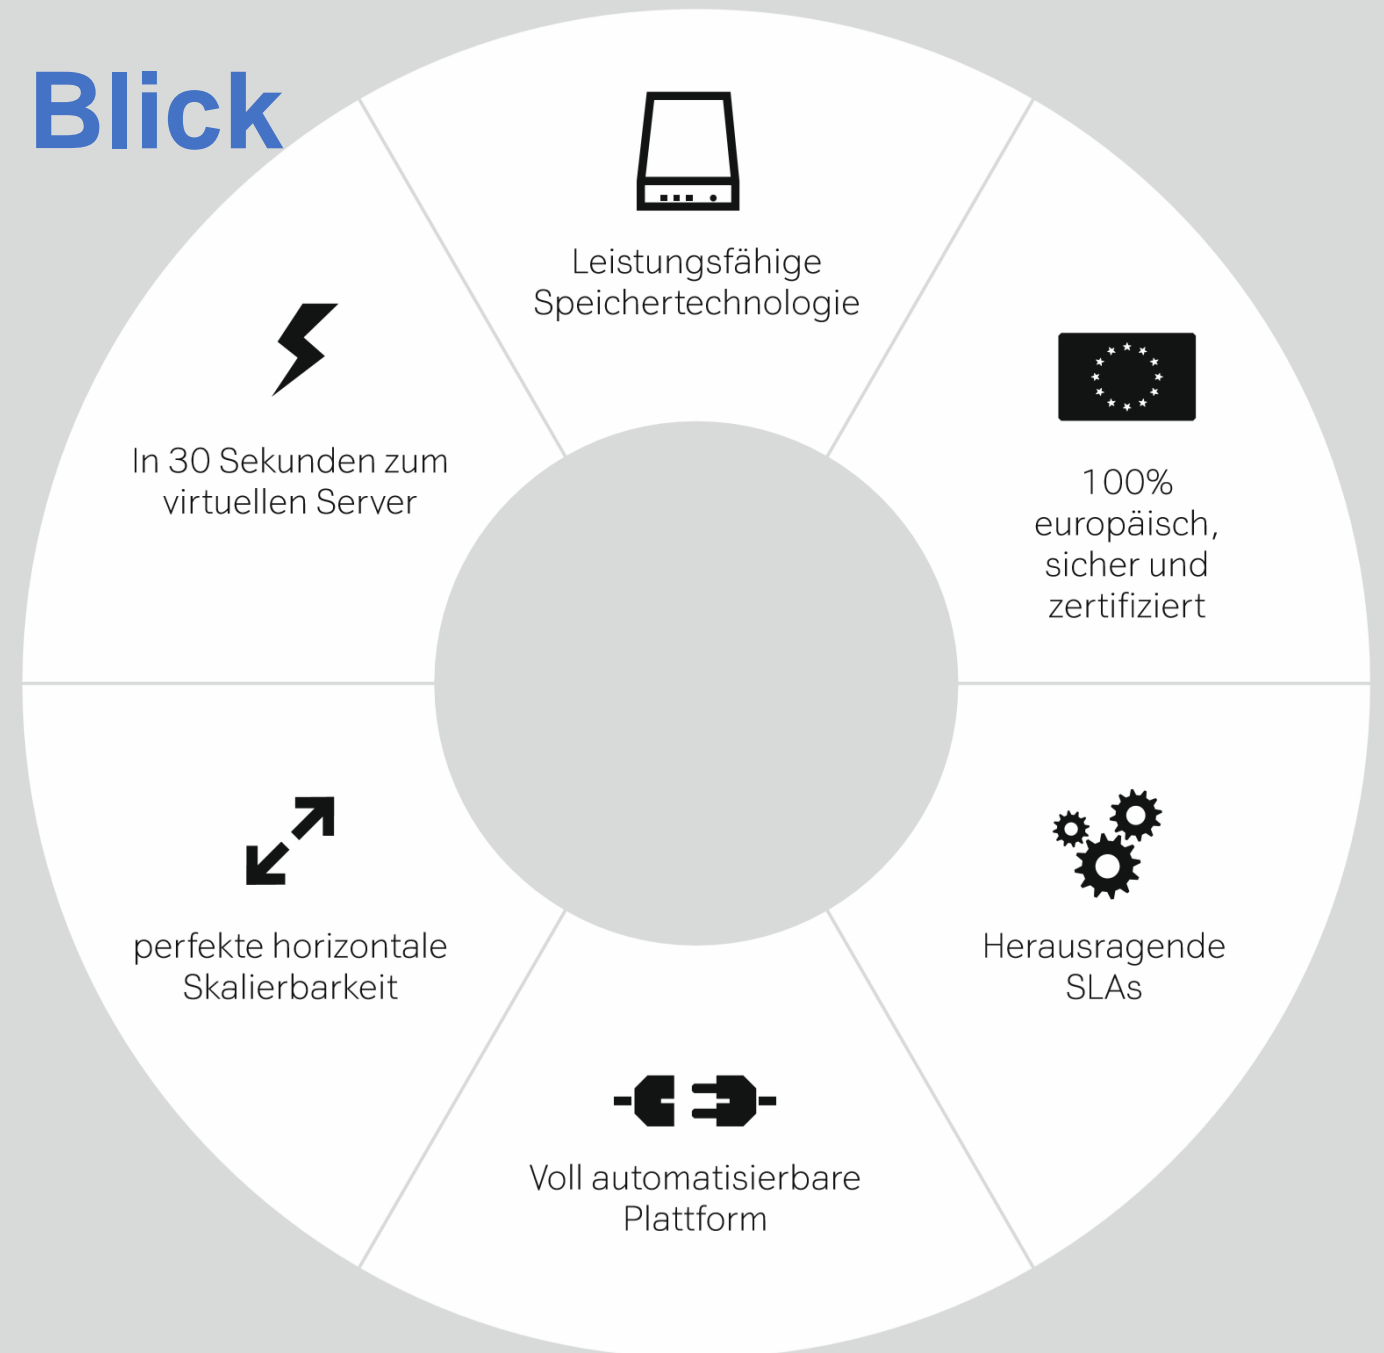 Blick
Leistungsfähige
Speichertechnologie
100%
europäisch,
sicher und
zertifiziert
Herausragende
SLAs
Voll automatisierbare
Plattform
perfekte horizontale
Skalierbarkeit
In 30 Sekunden zum
virtuellen Server